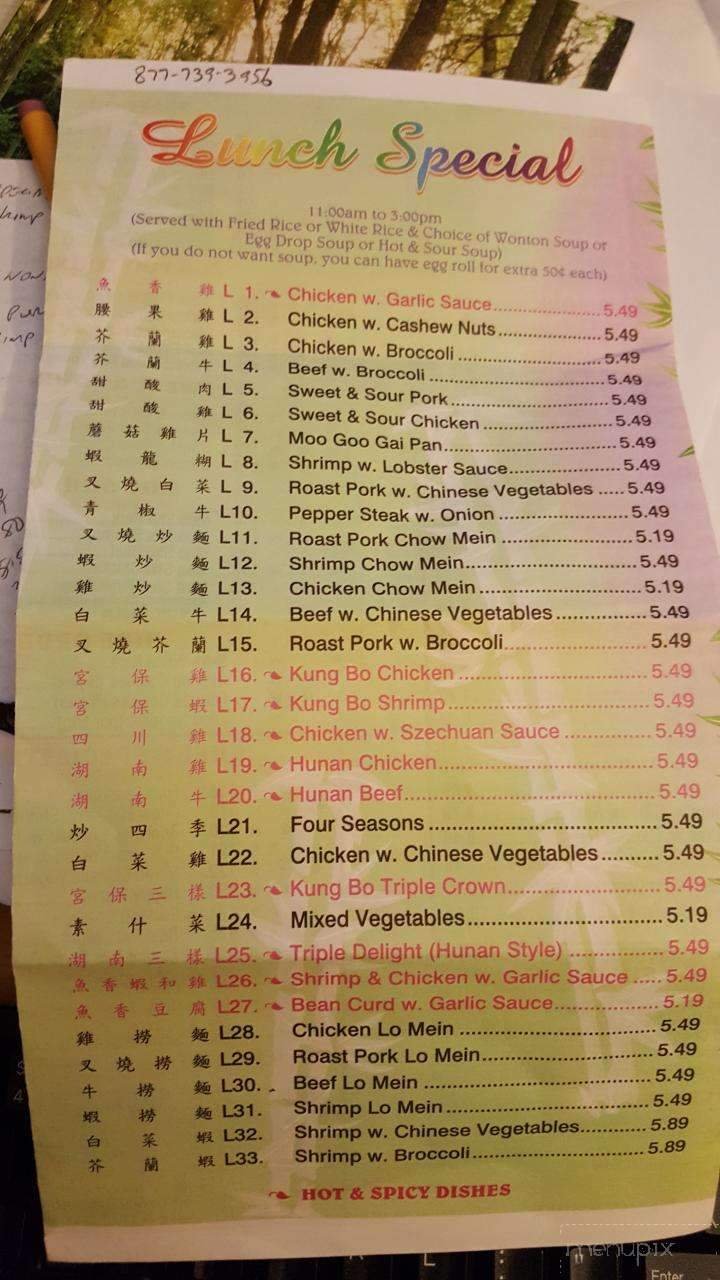 877-739-3956
Lunch Special
11:00am to 3:00pm
(Served with Fried Rice or White Rice & Choice of Wonton Soup or
Egg Drop Soup or Hot & Sour Soup)
(If you do not want soup, you can have egg roll for extra 50¢ each)
魚香雞 L 1. Chicken w. Garlic Sauce 5.49
腰果雞 L 2. Chicken w. Cashew Nuts 5.49
芥蘭雞 L 3. Chicken w. Broccoli 5.49
芥蘭牛 L 4. Beef w. Broccoli 5.49
甜酸肉 L 5. Sweet & Sour Pork 5.49
甜酸雞 L 6. Sweet & Sour Chicken 5.49
蘑菇雞片 L 7. Moo Goo Gai Pan 5.49
蝦龍糊 L 8. Shrimp w. Lobster Sauce 5.49
叉燒白菜 L 9. Roast Pork w. Chinese Vegetables 5.49
青椒牛 L10. Pepper Steak w. Onion 5.49
叉燒炒麵 L11. Roast Pork Chow Mein 5.19
蝦炒麵 L12. Shrimp Chow Mein 5.49
雞炒麵 L13. Chicken Chow Mein 5.19
白菜牛 L14. Beef w. Chinese Vegetables 5.49
叉燒芥蘭 L15. Roast Pork w. Broccoli 5.49
宮保雞 L16. Kung Bo Chicken 5.49
宮保蝦 L17. Kung Bo Shrimp 5.49
四川雞 L18. Chicken w. Szechuan Sauce 5.49
湖南雞 L19. Hunan Chicken 5.49
湖南牛 L20. Hunan Beef 5.49
炒四季 L21. Four Seasons 5.49
白菜雞 L22. Chicken w. Chinese Vegetables 5.49
宮保三樣 L23. Kung Bo Triple Crown 5.49
素什菜 L24. Mixed Vegetables 5.19
湖南三樣 L25. Triple Delight (Hunan Style) 5.49
魚香蝦和雞 L26. Shrimp & Chicken w. Garlic Sauce 5.49
魚香豆腐 L27. Bean Curd w. Garlic Sauce 5.19
雞撈麵 L28. Chicken Lo Mein 5.49
叉燒撈麵 L29. Roast Pork Lo Mein 5.49
牛撈麵 L30. Beef Lo Mein 5.49
蝦撈麵 L31. Shrimp Lo Mein 5.49
白菜蝦 L32. Shrimp w. Chinese Vegetables 5.89
芥蘭蝦 L33. Shrimp w. Broccoli 5.89
HOT & SPICY DISHES
menupix
Enter